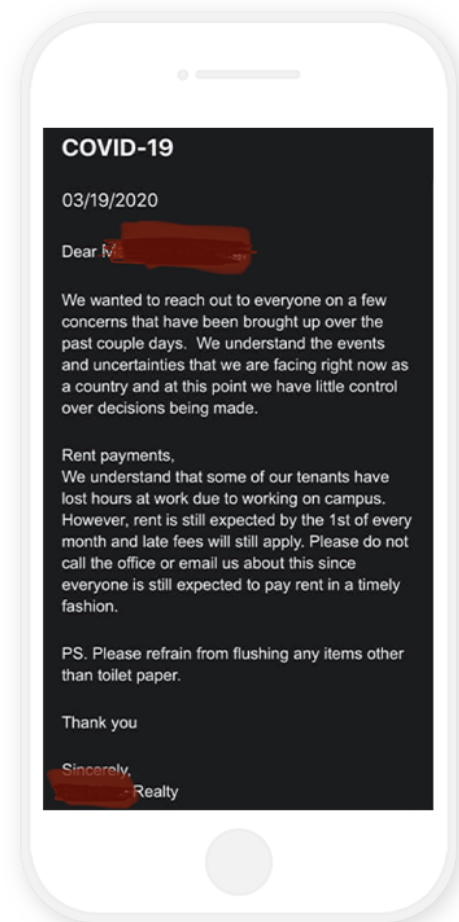 COVID-19
03/19/2020
Dear
We wanted to reach out to everyone on a few
concerns that have been brought up over the
past couple days. We understand the events
and uncertainties that we are facing right now as
a country and at this point we have little control
over decisions being made.
Rent payments,
We understand that some of our tenants have
lost hours at work due to working on campus.
However, rent is still expected by the 1st of every
month and late fees will still apply. Please do not
call the office or email us about this since
everyone is still expected to pay rent in a timely
fashion.
PS. Please refrain from flushing any items other
than toilet paper.
Thank you
Sincerely,
Realty